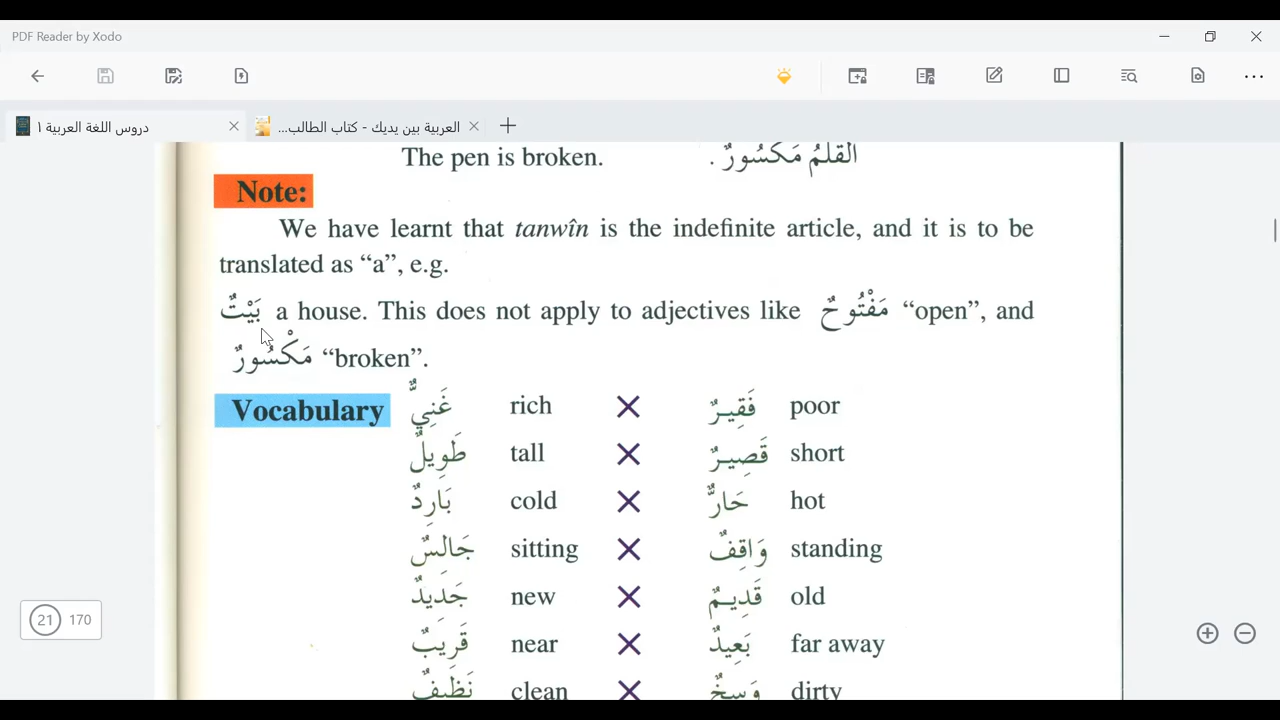 PDF Reader by Xodo
دروس اللغة العربية ١
العربية بين يديك - كتاب الطالب...
The pen is broken. القَلَمُ مَكْسُورٌ .
Note:
We have learnt that tanwîn is the indefinite article, and it is to be
translated as “a”, e.g.
بَيْتٌ a house. This does not apply to adjectives like مَفْتُوحٌ “open”, and
مَكْسُورٌ “broken”.
Vocabulary غَنِيٌّ rich × فَقِيرٌ poor
طَوِيلٌ tall × قَصِيرٌ short
بَارِدٌ cold × حَارٌّ hot
جَالِسٌ sitting × وَاقِفٌ standing
جَدِيدٌ new × قَدِيمٌ old
قَرِيبٌ near × بَعِيدٌ far away
نَظِيفٌ clean × وَسِخٌ dirty
21 170